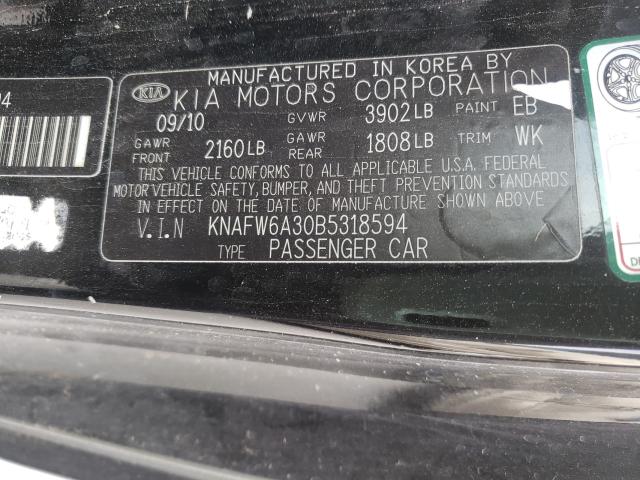 MANUFACTURED IN KOREA BY
KIA KIA MOTORS CORPORATION
09/10 GVWR 3902LB PAINT EB
GAWR FRONT 2160LB GAWR REAR 1808LB TRIM WK
THIS VEHICLE CONFORMS TO ALL APPLICABLE U.S.A. FEDERAL
MOTOR VEHICLE SAFETY, BUMPER, AND THEFT PREVENTION STANDARDS
IN EFFECT ON THE DATE OF MANUFACTURE SHOWN ABOVE.
V.I.N KNAFW6A30B5318594
TYPE PASSENGER CAR